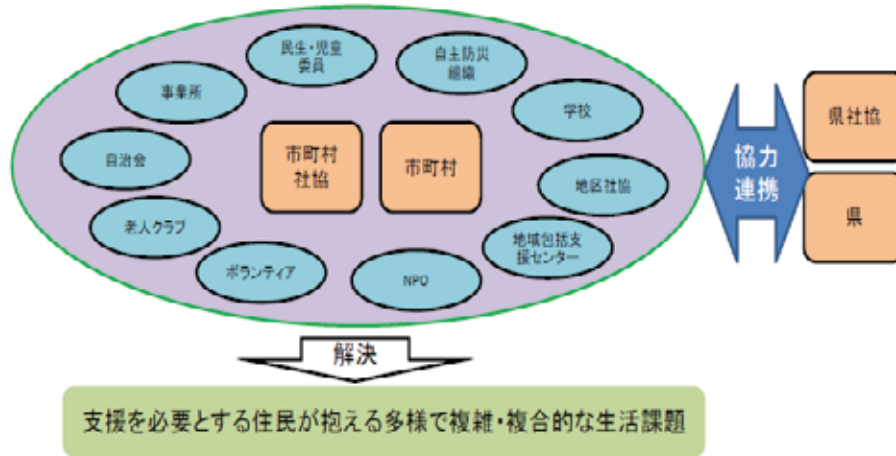 民生・児童
委員
自主防災
組織
事業所
学校
市町村
社協
市町村
自治会
地区社協
老人クラブ
地域包括支
援センター
ボランティア
NPO
協力
連携
県社協
県
解決
支援を必要とする住民が抱える多様で複雑・複合的な生活課題